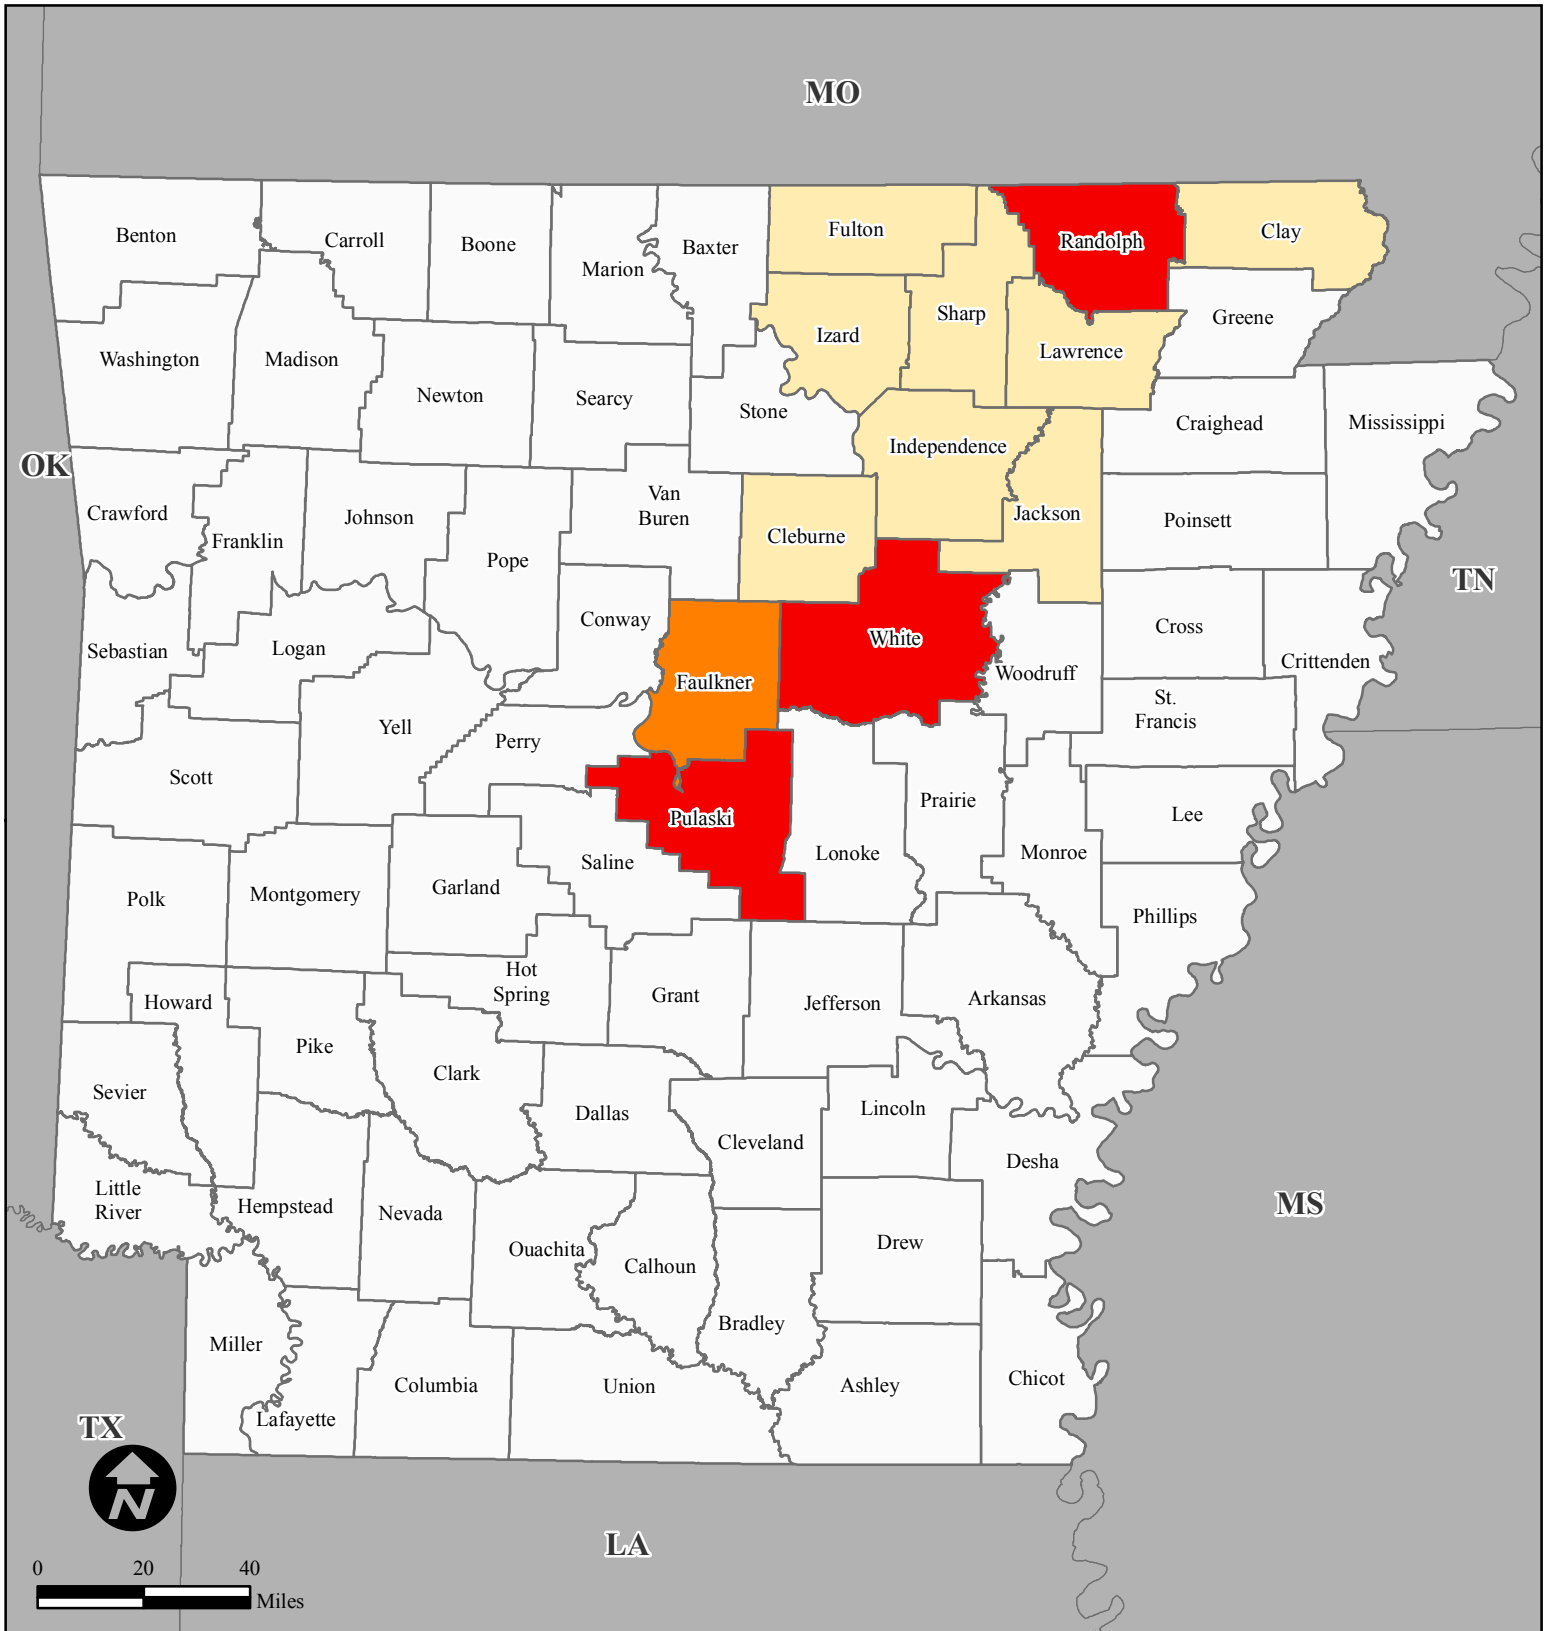 MO
Benton
Carroll
Boone
Marion
Baxter
Fulton
Randolph
Clay
Washington
Madison
Newton
Searcy
Stone
Izard
Sharp
Lawrence
Greene
Independence
Craighead
Mississippi
OK
Crawford
Franklin
Johnson
Pope
Van
Buren
Cleburne
Jackson
Poinsett
TN
Sebastian
Logan
Conway
Faulkner
White
Woodruff
Cross
Crittenden
St.
Francis
Scott
Yell
Perry
Pulaski
Lonoke
Prairie
Monroe
Lee
Polk
Montgomery
Garland
Saline
Phillips
Howard
Hot
Spring
Grant
Jefferson
Arkansas
Pike
Clark
Sevier
Dallas
Cleveland
Lincoln
Desha
Little
River
Hempstead
Nevada
Ouachita
Calhoun
Drew
MS
Miller
Bradley
Lafayette
Columbia
Union
Ashley
Chicot
TX
N
LA
0 20 40
Miles